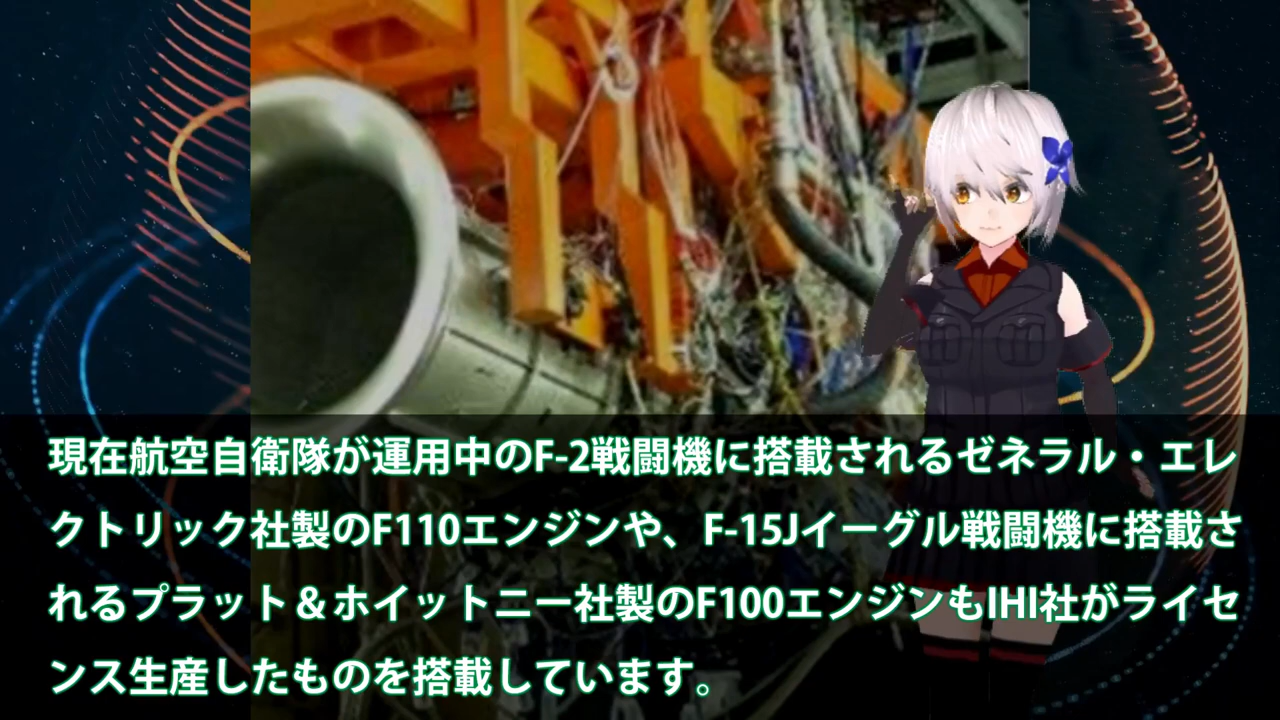 現在航空自衛隊が運用中のF-2戦闘機に搭載されるゼネラル・エレ
クトリック社製のF110エンジンや、F-15Jイーグル戦闘機に搭載さ
れるプラット＆ホイットニー社製のF100エンジンもIHI社がライセ
ンス生産したものを搭載しています。